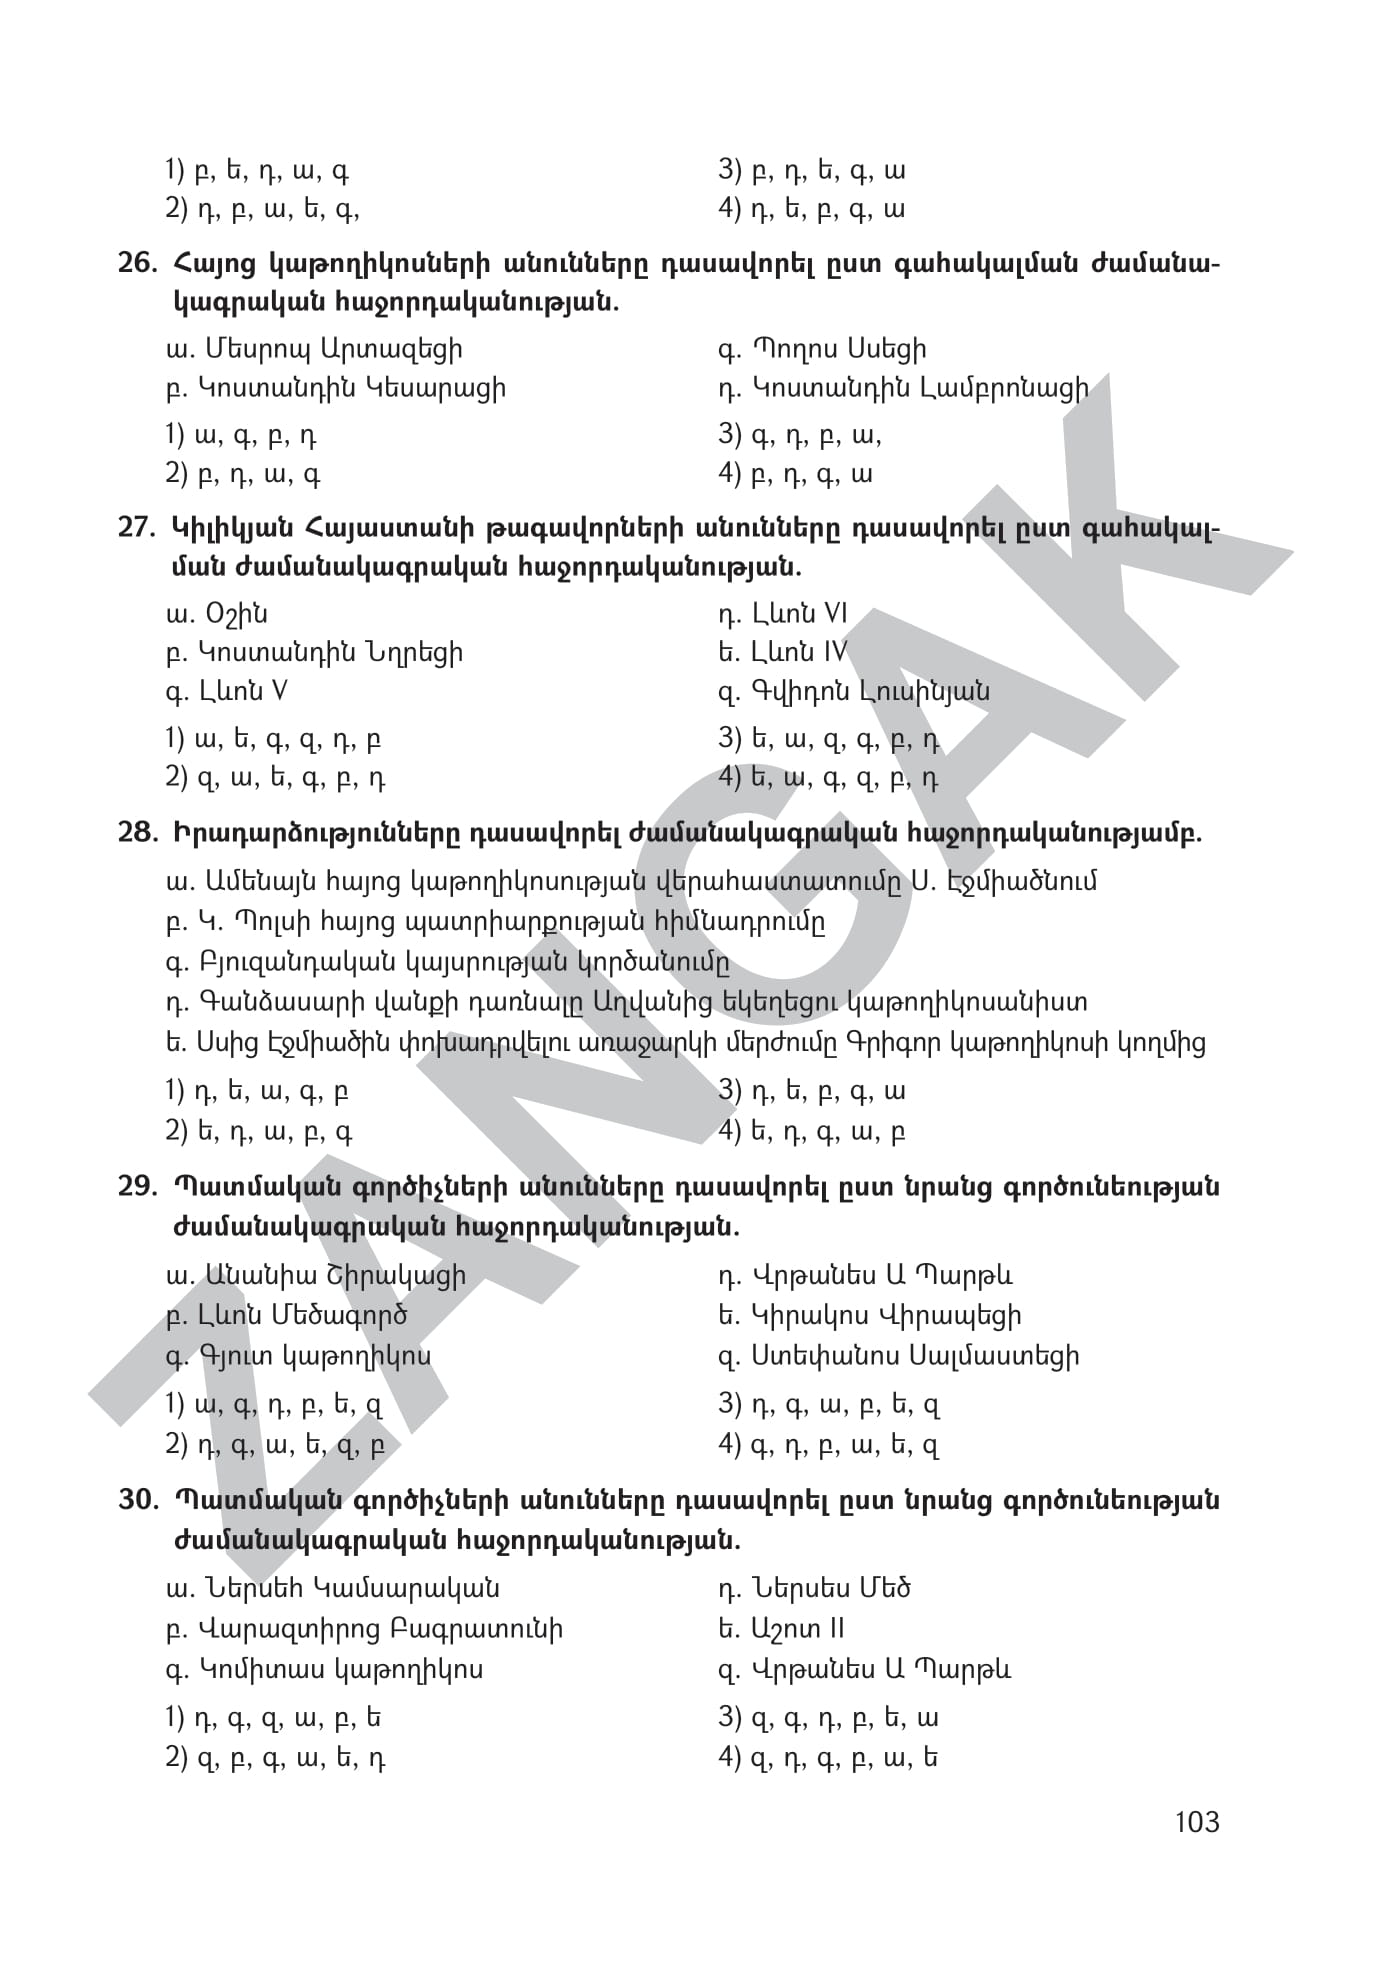 1) բ, ե, դ, ա, գ
3) բ, դ, ե, գ, ա
2) դ, բ, ա, ե, գ,
4) դ, ե, բ, գ, ա
26. Հայոց կաթողիկոսների անունները դասավորել ըստ գահակալման ժամանա-
կագրական հաջորդականության.
ա. Մեսրոպ Արտազեցի
գ. Պողոս Սսեցի
բ. Կոստանդին Կեսարացի
դ. Կոստանդին Լամբրոնացի
1) ա, գ, բ, դ
3) գ, դ, բ, ա,
2) բ, դ, ա, գ
4) բ, դ, գ, ա
27. Կիլիկյան Հայաստանի թագավորների անունները դասավորել ըստ գահակալ-
ման ժամանակագրական հաջորդականության.
ա. Օշին
դ. Լևոն VI
բ. Կոստանդին Նղրեցի
ե. Լևոն IV
գ. Լևոն V
զ. Գվիդոն Լուսինյան
1) ա, ե, գ, զ, դ, բ
3) ե, ա, զ, գ, բ, դ
2) զ, ա, ե, գ, բ, դ
4) ե, ա, գ, զ, բ, դ
28. Իրադարձությունները դասավորել ժամանակագրական հաջորդականությամբ.
ա. Ամենայն հայոց կաթողիկոսության վերահաստատումը Ս. Էջմիածնում
բ. Կ. Պոլսի հայոց պատրիարքության հիմնադրումը
գ. Բյուզանդական կայսրության կործանումը
դ. Գանձասարի վանքի դառնալը Աղվանից եկեղեցու կաթողիկոսանիստ
ե. Սսից Էջմիածին փոխադրվելու առաջարկի մերժումը Գրիգոր կաթողիկոսի կողմից
1) դ, ե, ա, գ, բ
3) դ, ե, բ, գ, ա
2) ե, դ, ա, բ, գ
4) ե, դ, գ, ա, բ
29. Պատմական գործիչների անունները դասավորել ըստ նրանց գործունեության
ժամանակագրական հաջորդականության.
ա. Անանիա Շիրակացի
դ. Վրթանես Ա Պարթև
բ. Լևոն Մեծագործ
ե. Կիրակոս Վիրապեցի
գ. Գյուտ կաթողիկոս
զ. Ստեփանոս Սալմաստեցի
1) ա, գ, դ, բ, ե, զ
3) դ, գ, ա, բ, ե, զ
2) դ, գ, ա, ե, զ, բ
4) գ, դ, բ, ա, ե, զ
30. Պատմական գործիչների անունները դասավորել ըստ նրանց գործունեության
ժամանակագրական հաջորդականության.
ա. Ներսեհ Կամսարական
դ. Ներսես Մեծ
բ. Վարազտիրոց Բագրատունի
ե. Աշոտ II
գ. Կոմիտաս կաթողիկոս
զ. Վրթանես Ա Պարթև
1) դ, գ, զ, ա, բ, ե
3) զ, գ, դ, բ, ե, ա
2) զ, բ, գ, ա, ե, դ
4) զ, դ, գ, բ, ա, ե
103
ZANGAK